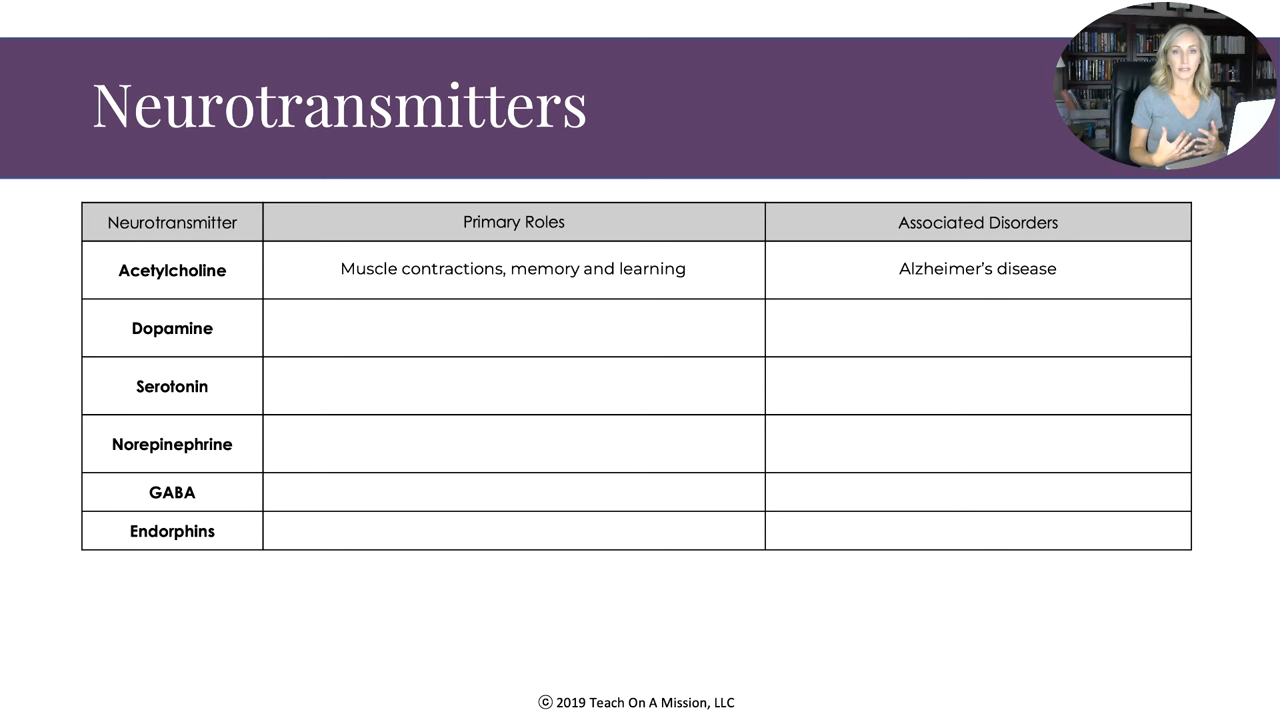 Neurotransmitters
Neurotransmitter Primary Roles Associated Disorders
Acetylcholine Muscle contractions, memory and learning Alzheimer's disease
Dopamine
Serotonin
Norepinephrine
GABA
Endorphins
ⓒ 2019 Teach On A Mission, LLC